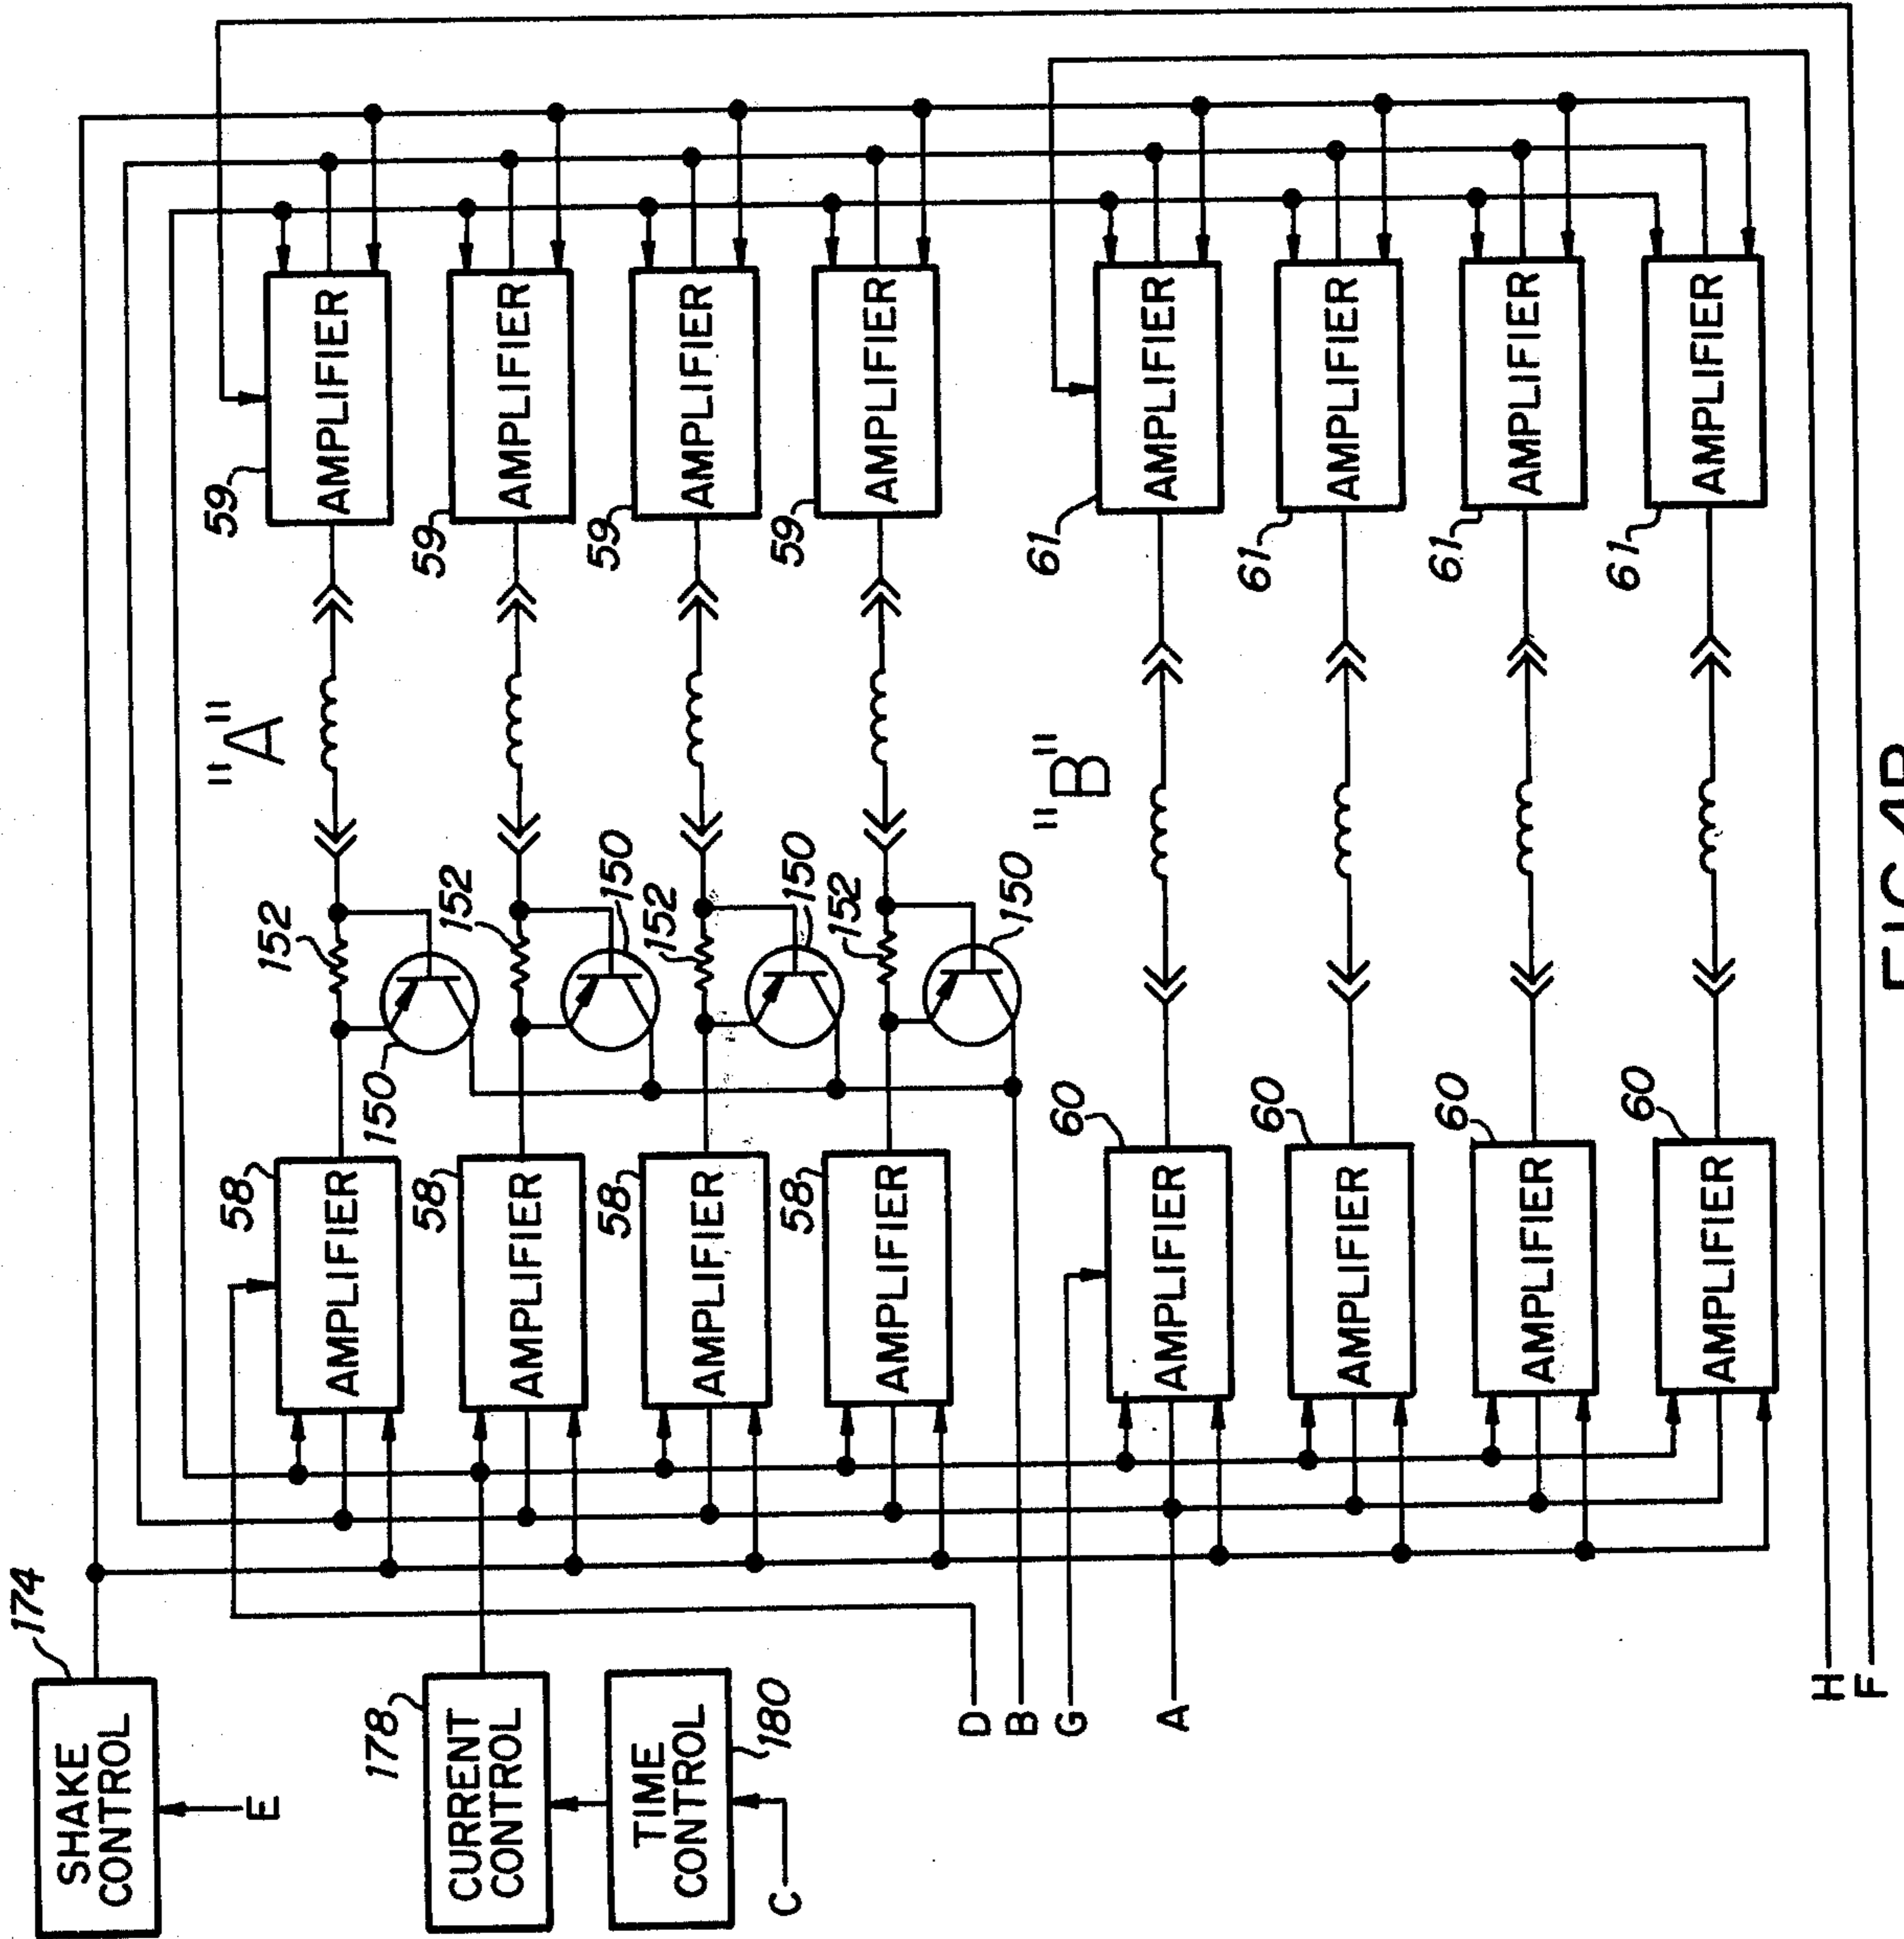 SHAKE
CONTROL
174
E
CURRENT
CONTROL
178
TIME
CONTROL
180
C
D
B
G
A
H
F
"A"
58
AMPLIFIER
150
152
59
AMPLIFIER
58
AMPLIFIER
150
152
59
AMPLIFIER
58
AMPLIFIER
150
152
59
AMPLIFIER
58
AMPLIFIER
150
152
59
AMPLIFIER
"B"
60
AMPLIFIER
61
AMPLIFIER
60
AMPLIFIER
61
AMPLIFIER
60
AMPLIFIER
61
AMPLIFIER
60
AMPLIFIER
61
AMPLIFIER